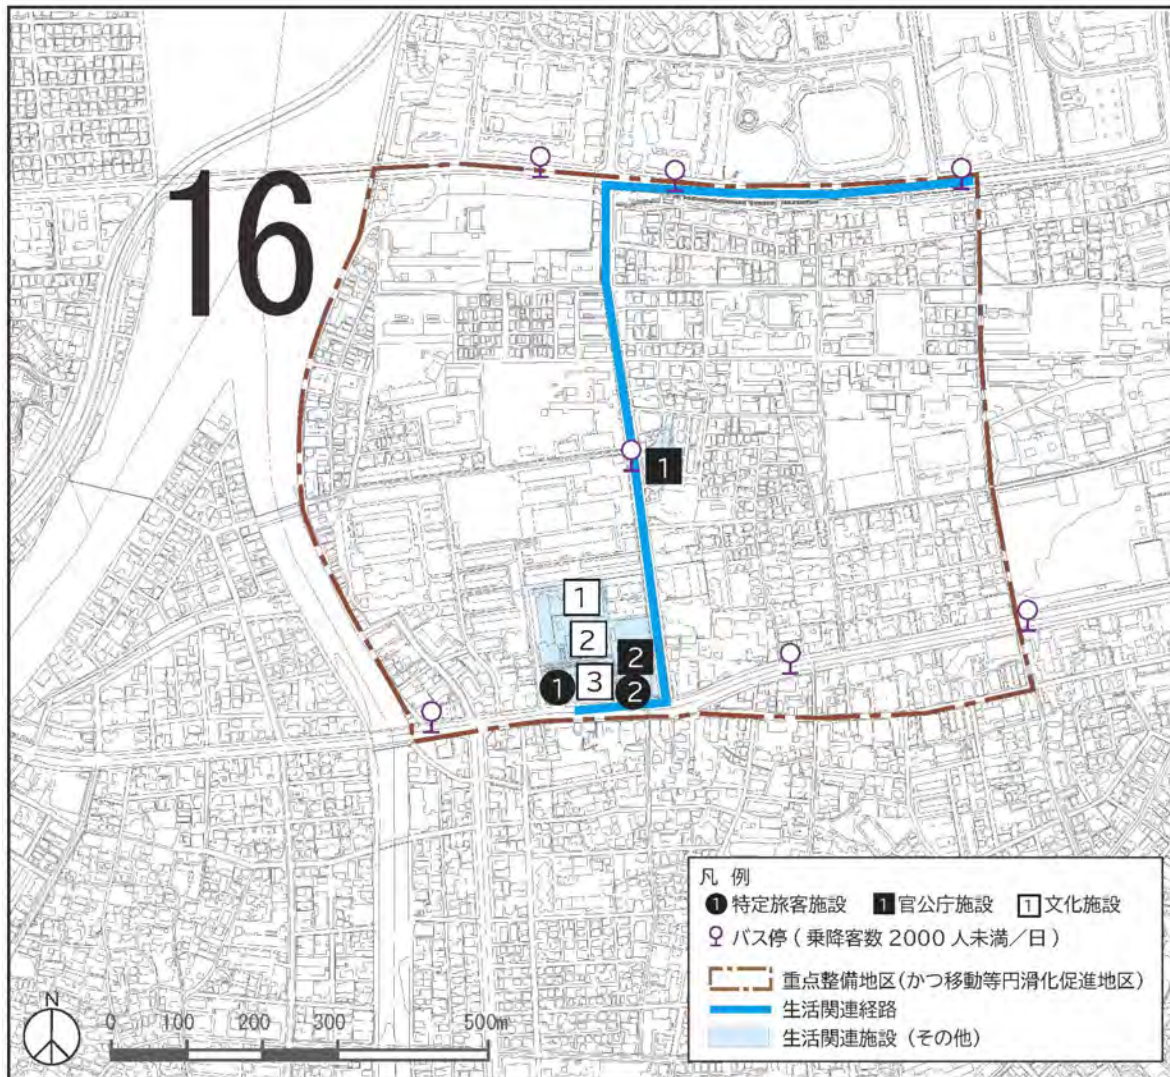 16
1
1
2
2
3
1
2
凡 例
1 特定旅客施設 1 官公庁施設 1 文化施設
バス停 ( 乗降客数 2000 人未満/日 )
重点整備地区(かつ移動等円滑化促進地区)
生活関連経路
生活関連施設 (その他)
N
0 100 200 300 500m